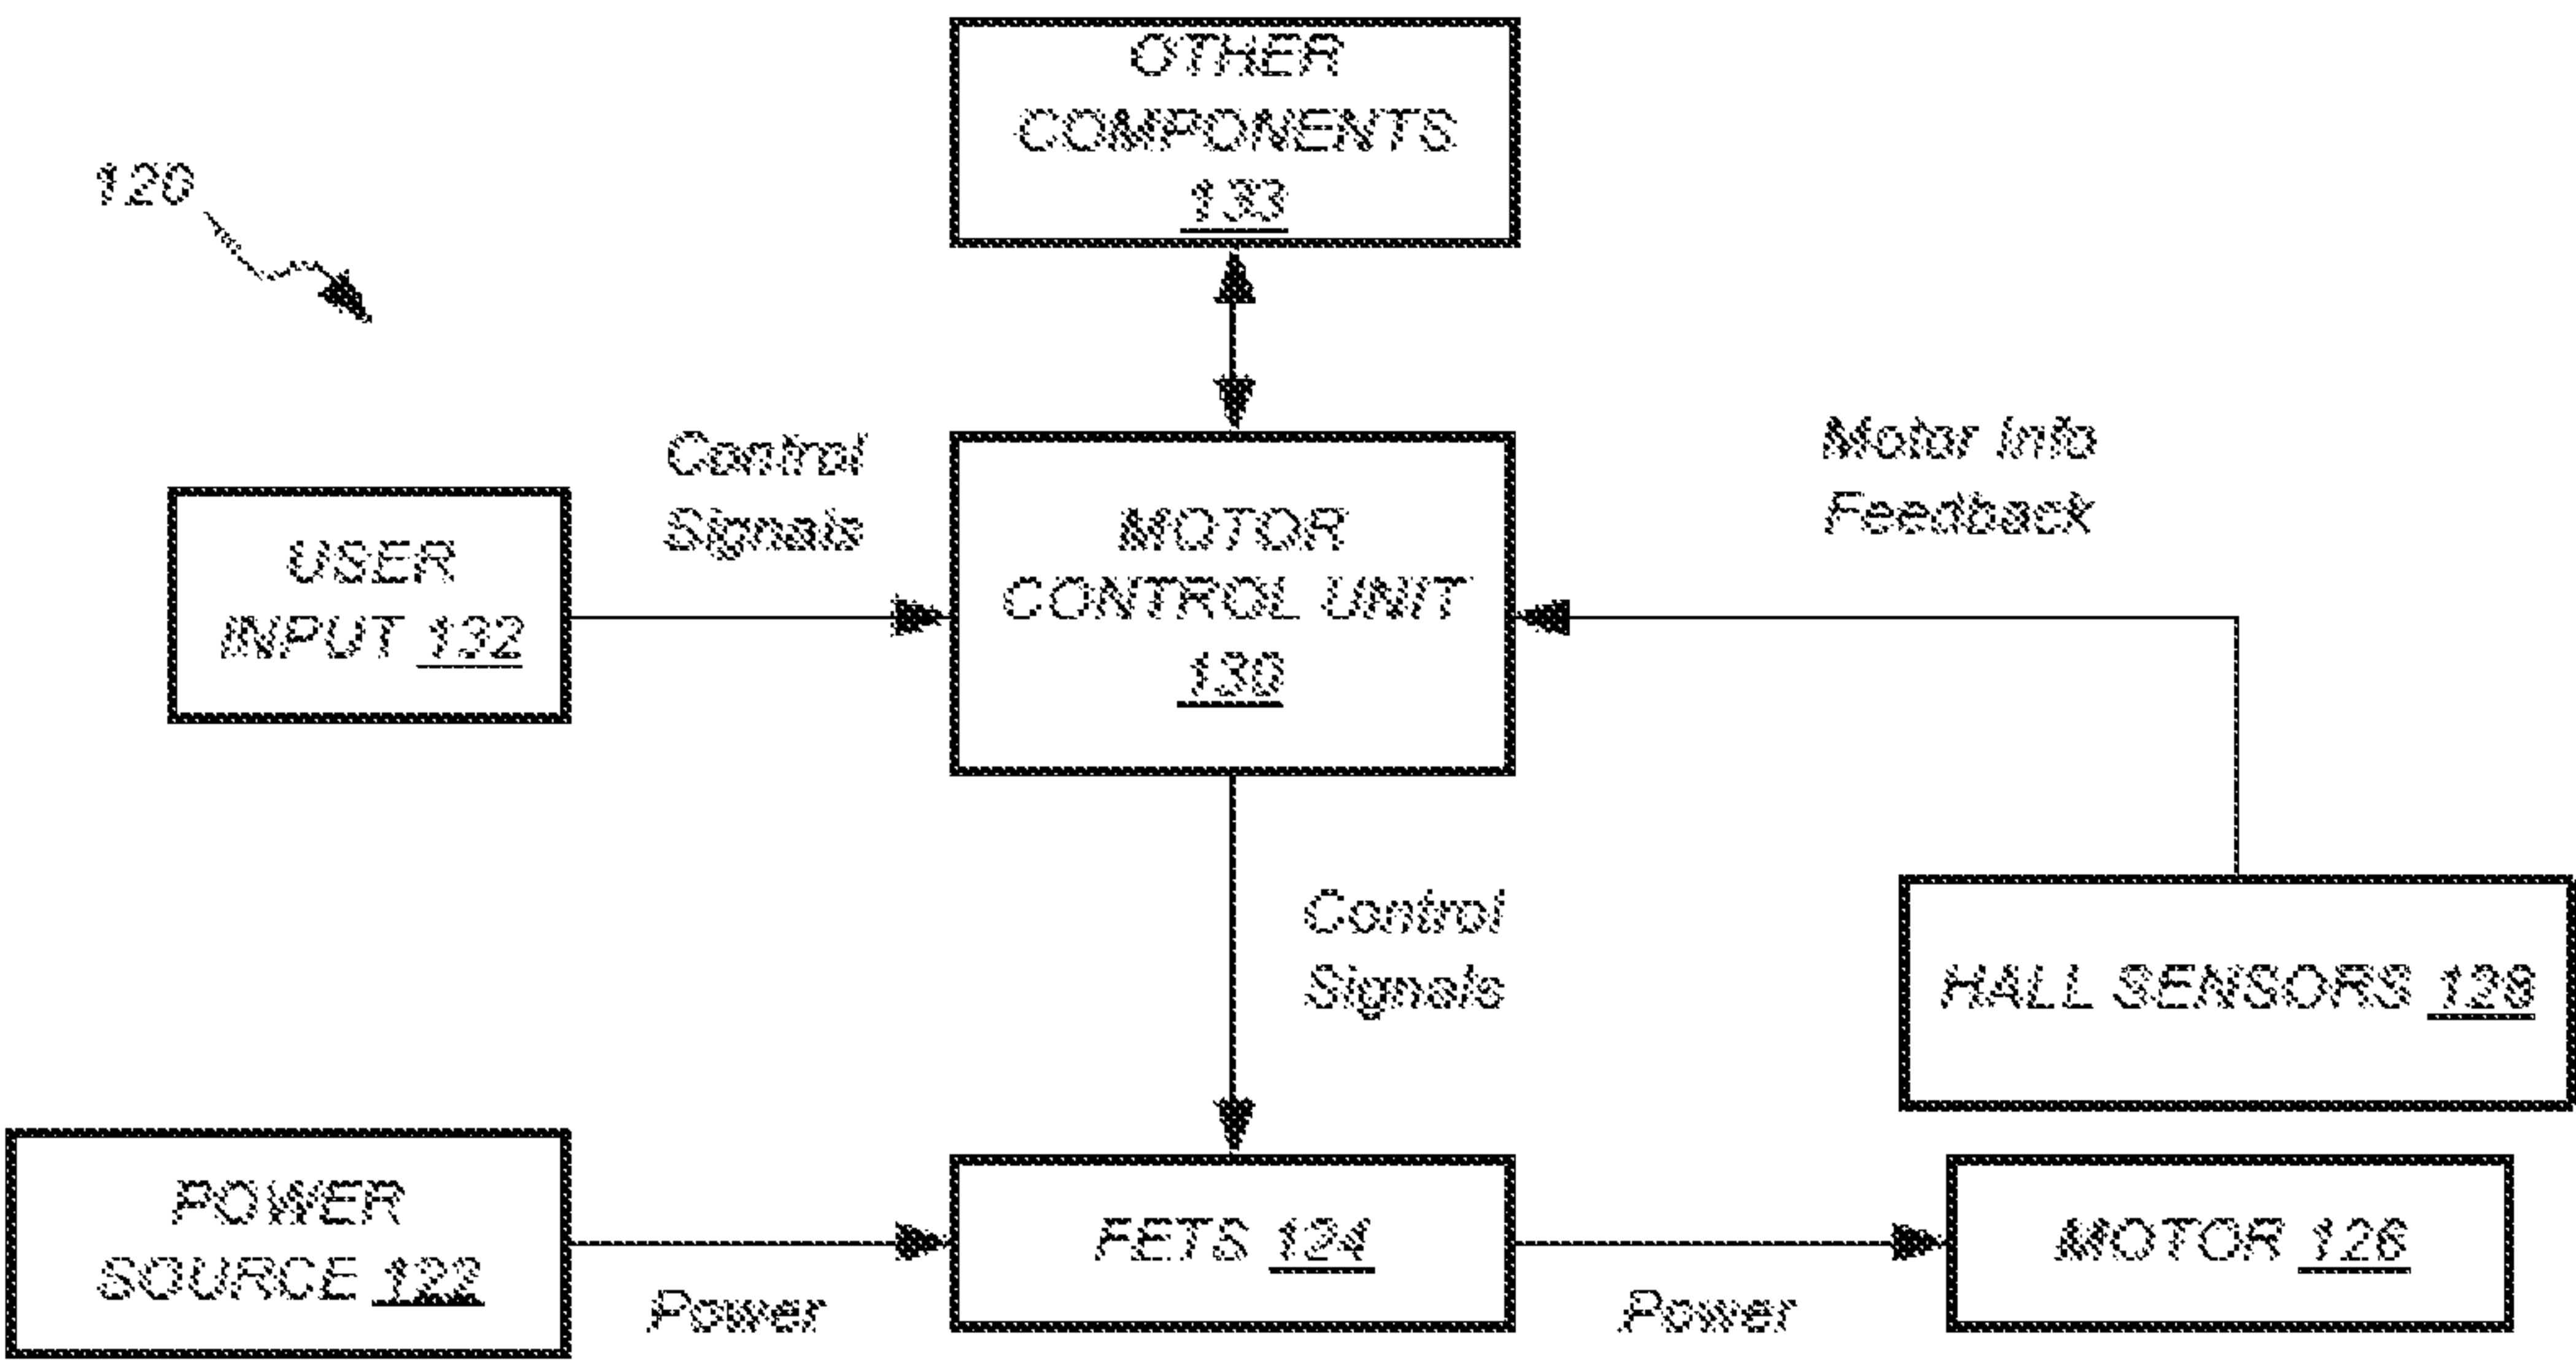 OTHER
COMPONENTS
133
120
Control
Signals
Motor Info
Feedback
USER
INPUT 132
MOTOR
CONTROL UNIT
130
Control
Signals
HALL SENSORS 128
POWER
SOURCE 122
FETS 124
MOTOR 126
Power
Power